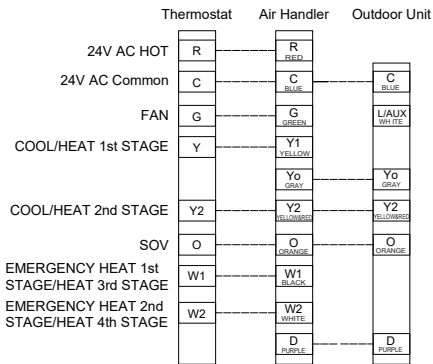 Thermostat Air Handler Outdoor Unit
24V AC HOT R R
RED
24V AC Common C C C
BLUE BLUE
FAN G G L/AUX
GREEN WH ITE
COOL/HEAT 1st STAGE Y Y1
YELLOW
Yo Yo
GRAY GRAY
COOL/HEAT 2nd STAGE Y2 Y2 Y2
YELLOW&RED YELLOW&RED
SOV O O O
ORANGE ORANGE
EMERGENCY HEAT 1st
STAGE/HEAT 3rd STAGE W1 W1
BLACK
EMERGENCY HEAT 2nd
STAGE/HEAT 4th STAGE W2 W2
WHITE
D D
PURPLE PURPLE